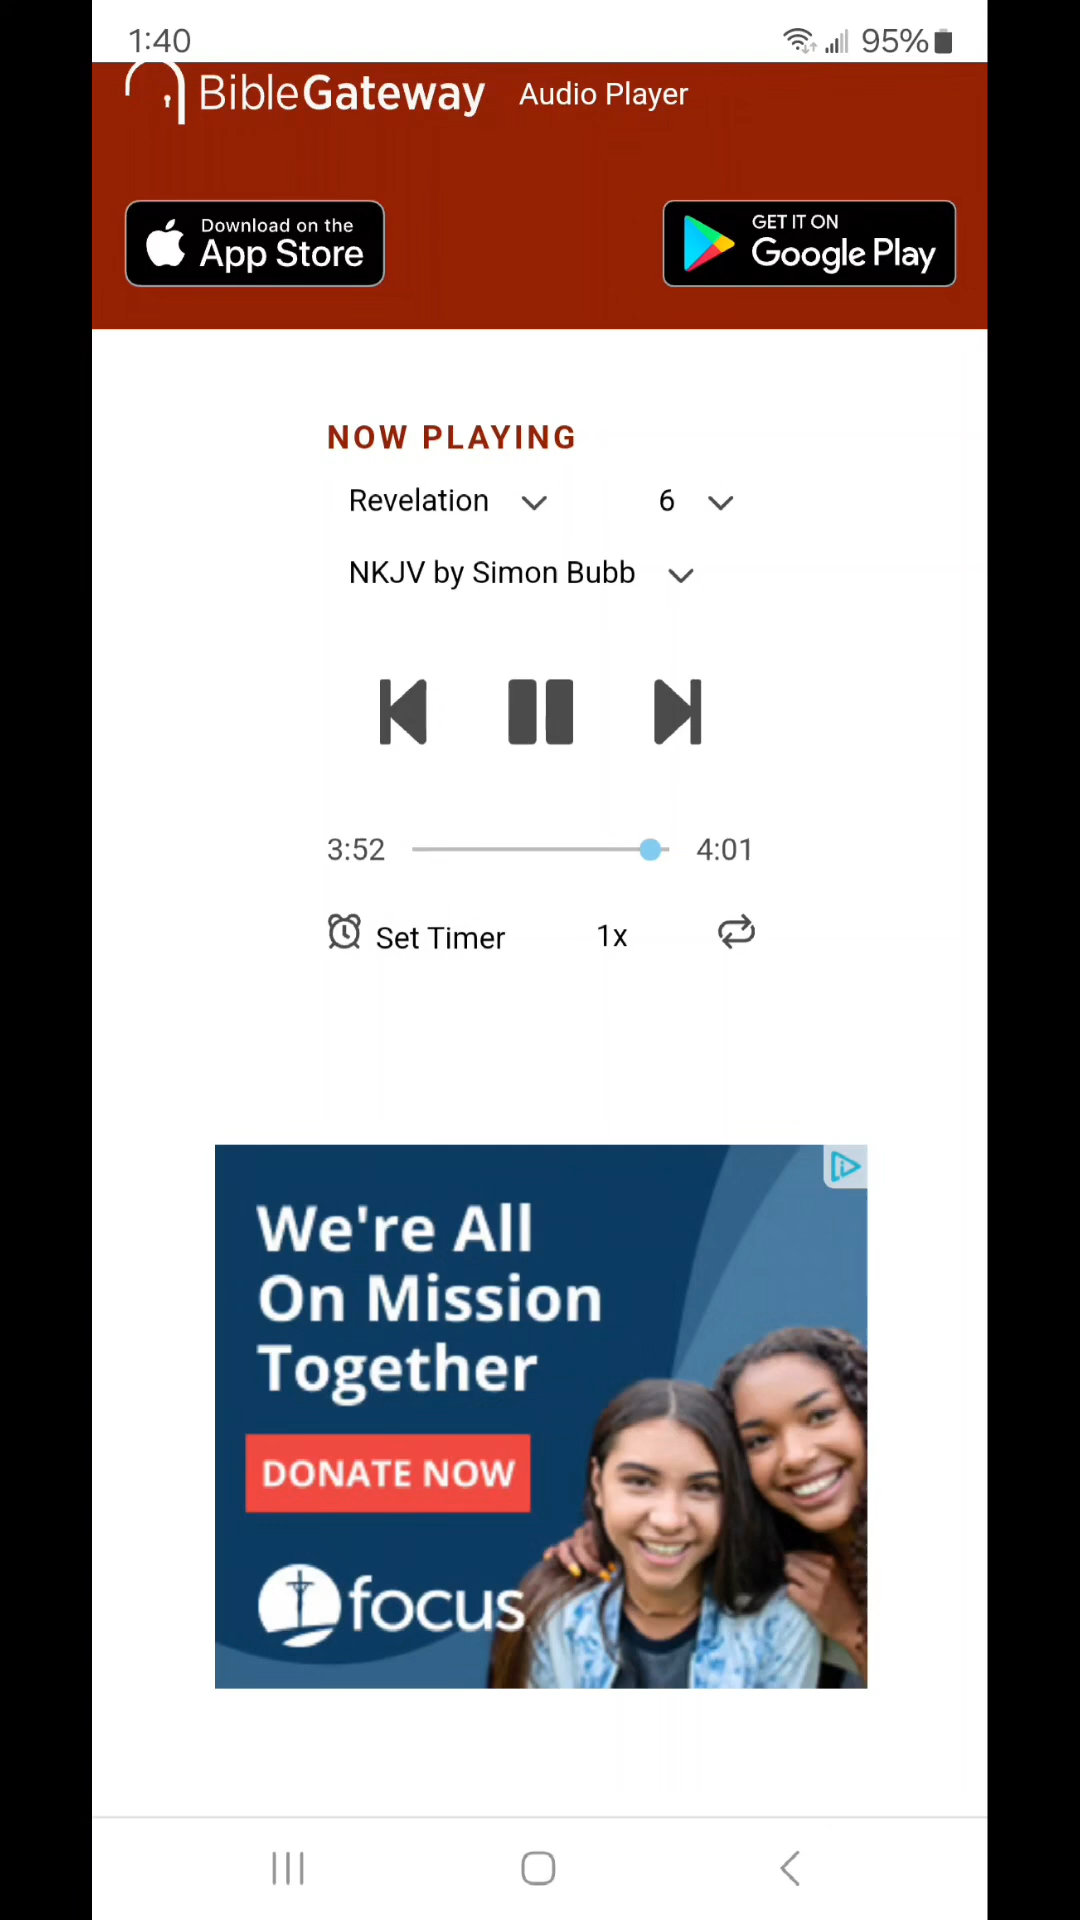 1:40
95%
BibleGateway Audio Player
Download on the
App Store
GET IT ON
Google Play
NOW PLAYING
Revelation 6
NKJV by Simon Bubb
3:52 4:01
Set Timer 1x
We're All
On Mission
Together
DONATE NOW
focus